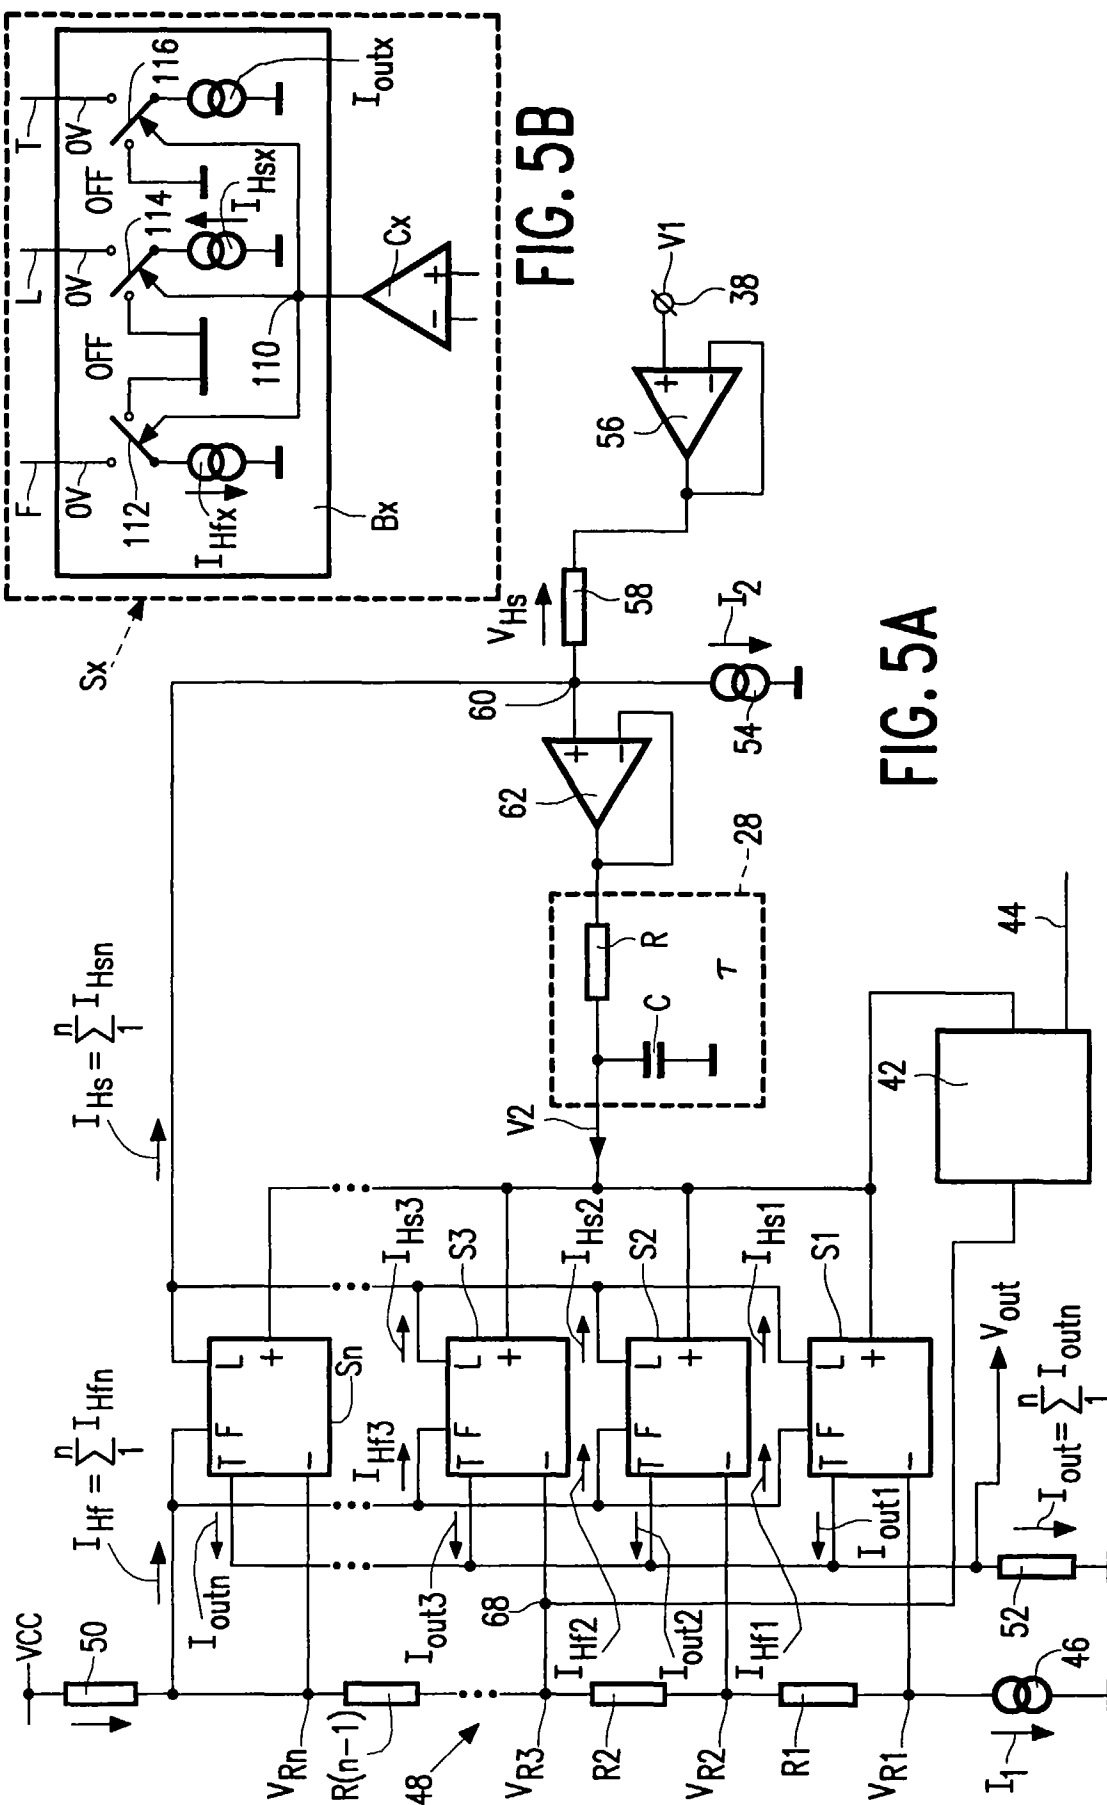 VCC
50
I_Hf = Σ_1^n I_Hfn
I_Hs = Σ_1^n I_Hsn
I_outn
V_Rn
T F L
− +
Sn
R(n-1)
48
I_out3
I_Hf3
I_Hs3
T F L
− +
S3
68
V_R3
I_Hf2
I_Hs2
R2
I_out2
T F L
− +
S2
V_R2
I_Hf1
I_Hs1
R1
I_out1
T F L
− +
S1
V_R1
I_1
46
52
I_out = Σ_1^n I_outn
V_out
42
44
V2
C
R
τ
28
62
+
−
60
V_Hs
58
54
I_2
56
+
−
38
V1
FIG. 5A
Sx
F
L
T
0V
OFF
0V
OFF
0V
112
114
116
I_Hfx
I_Hsx
I_outx
Bx
110
− +
Cx
FIG. 5B